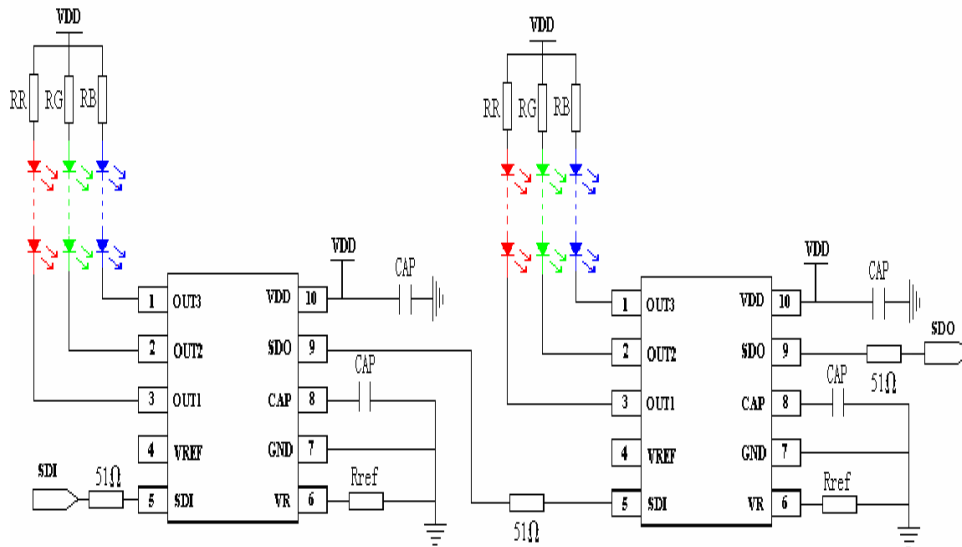 VDD
RR RG RB
VDD
CAP
1 OUT3 VDD 10
2 OUT2 SDO 9
CAP
3 OUT1 CAP 8
4 VREF GND 7
SDI
51Ω
Rref
5 SDI VR 6
51Ω
VDD
RR RG RB
VDD
CAP
1 OUT3 VDD 10
SDO
2 OUT2 SDO 9
51Ω
CAP
3 OUT1 CAP 8
4 VREF GND 7
Rref
5 SDI VR 6